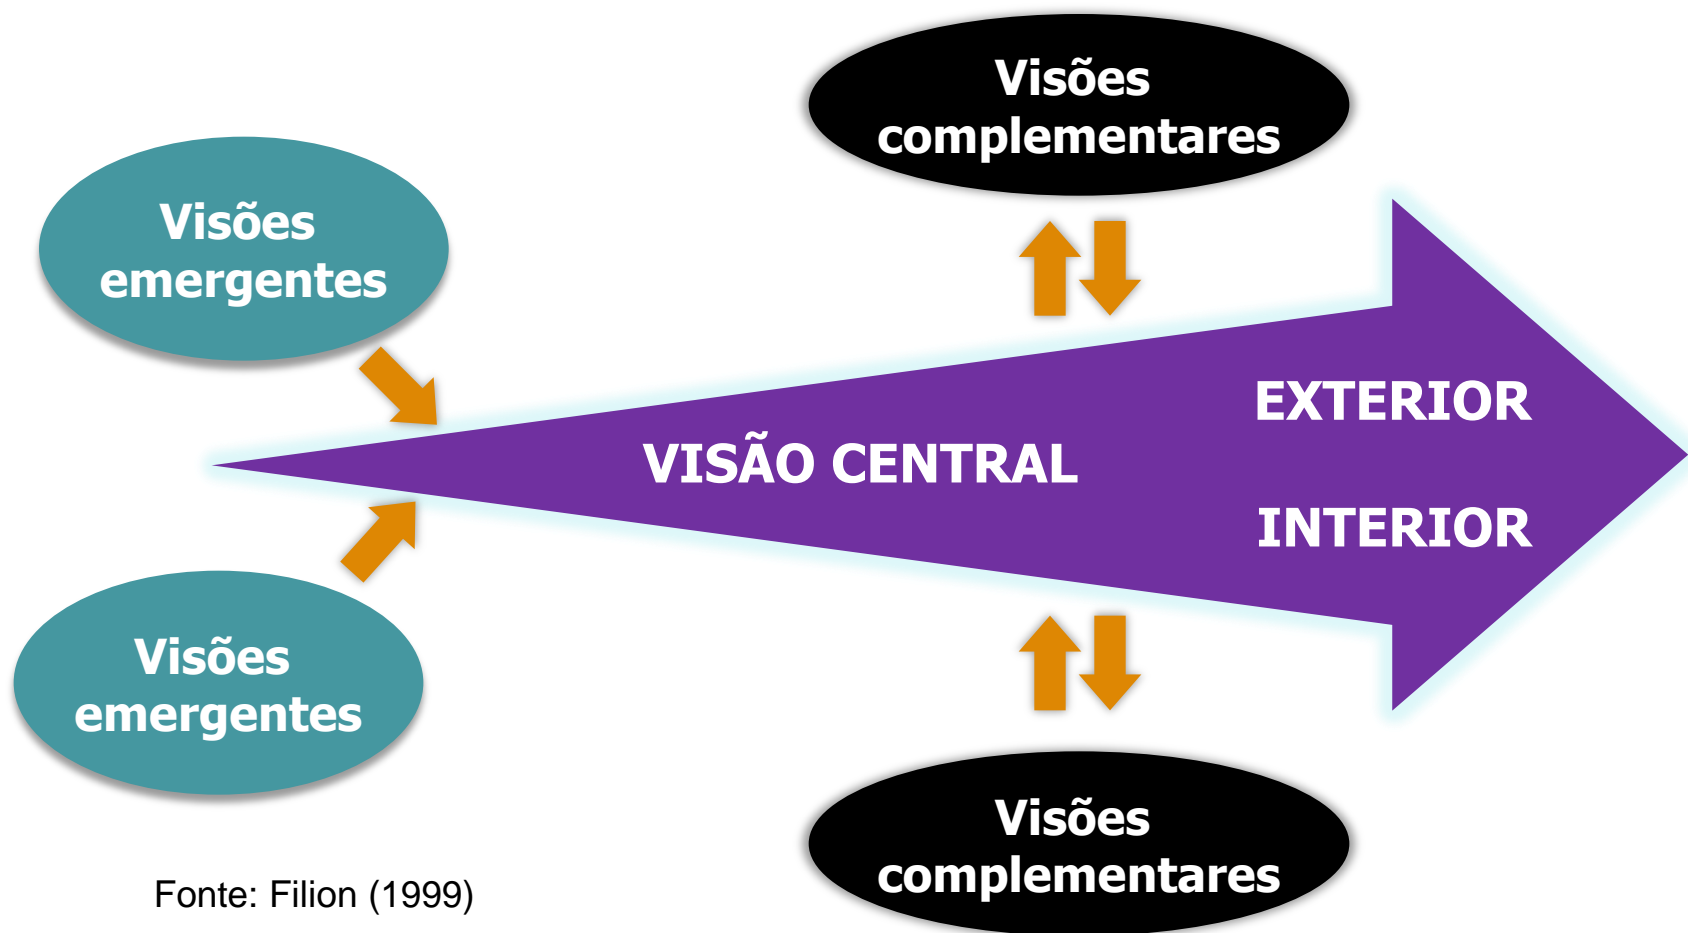 Visões
complementares
Visões
emergentes
EXTERIOR
VISÃO CENTRAL
INTERIOR
Visões
emergentes
Visões
complementares
Fonte: Filion (1999)